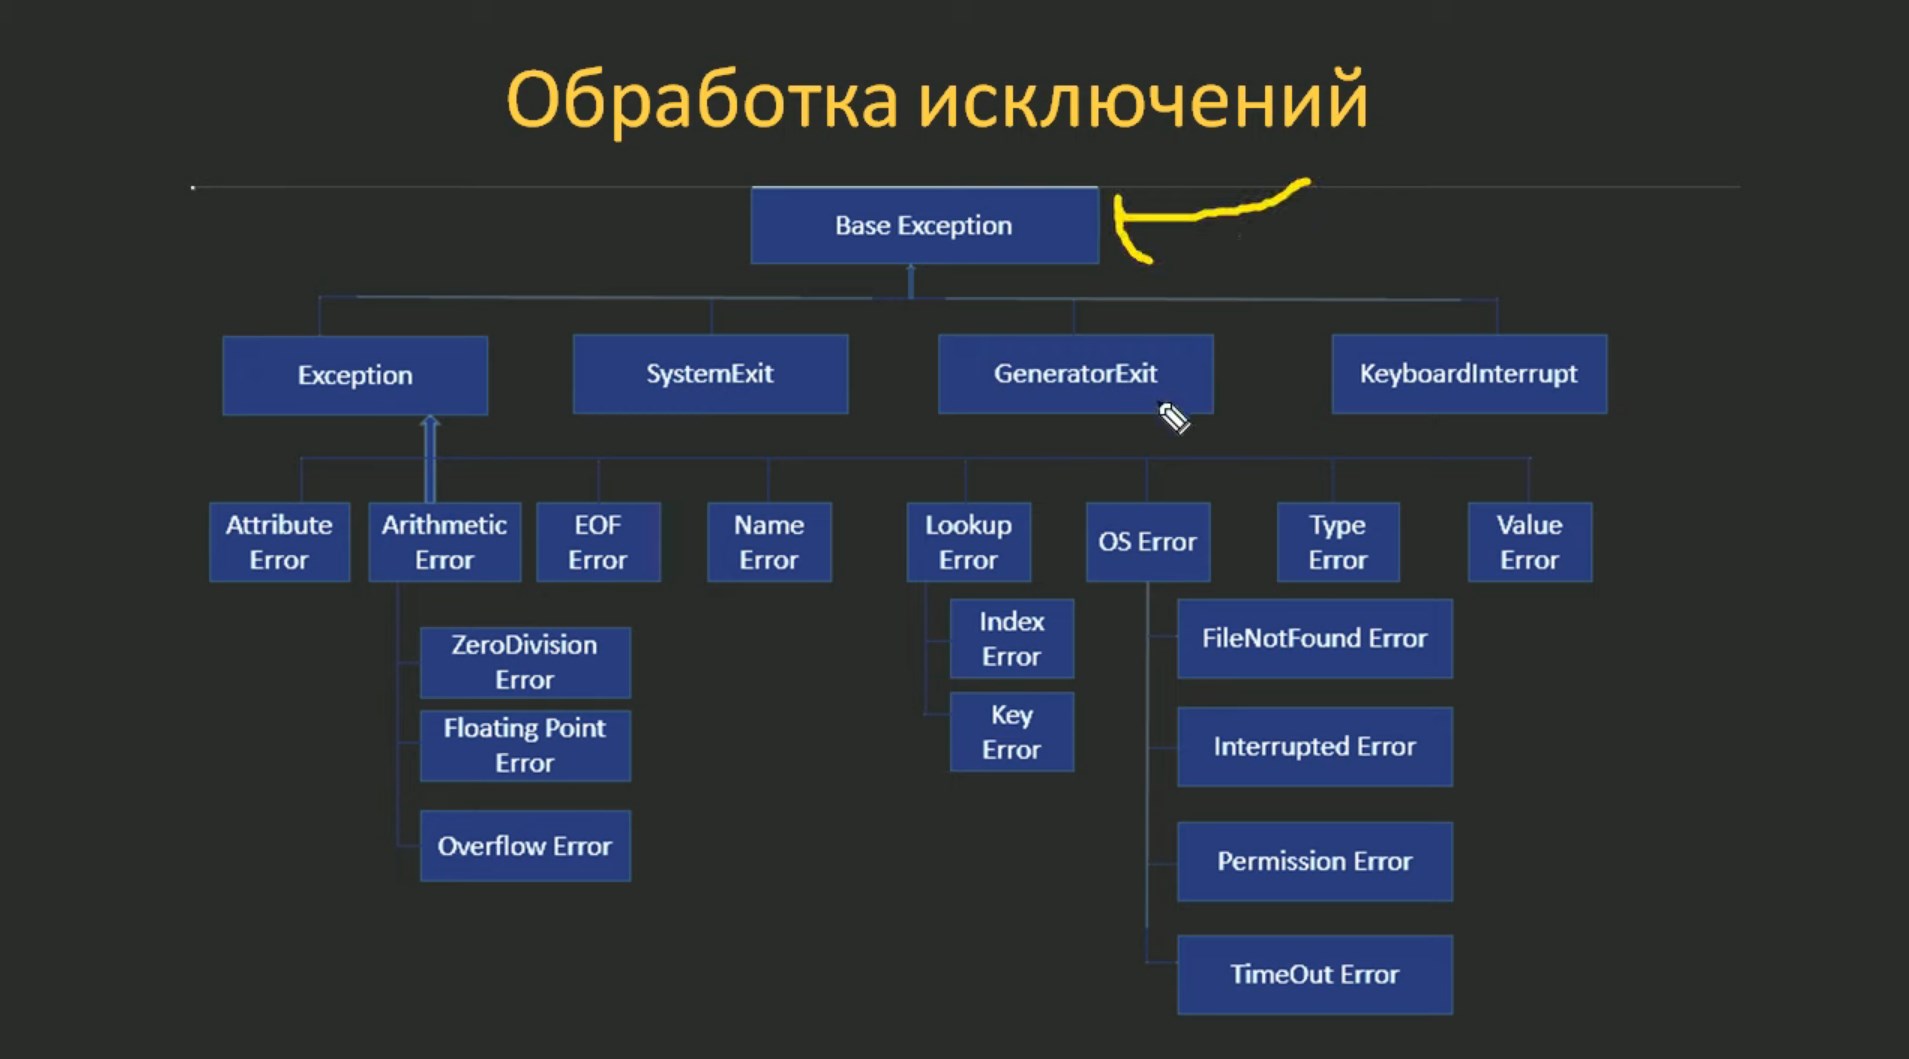 Обработка исключений
Base Exception
Exception
SystemExit
GeneratorExit
KeyboardInterrupt
Attribute
Error
Arithmetic
Error
EOF
Error
Name
Error
Lookup
Error
OS Error
Type
Error
Value
Error
ZeroDivision
Error
Floating Point
Error
Overflow Error
Index
Error
Key
Error
FileNotFound Error
Interrupted Error
Permission Error
TimeOut Error